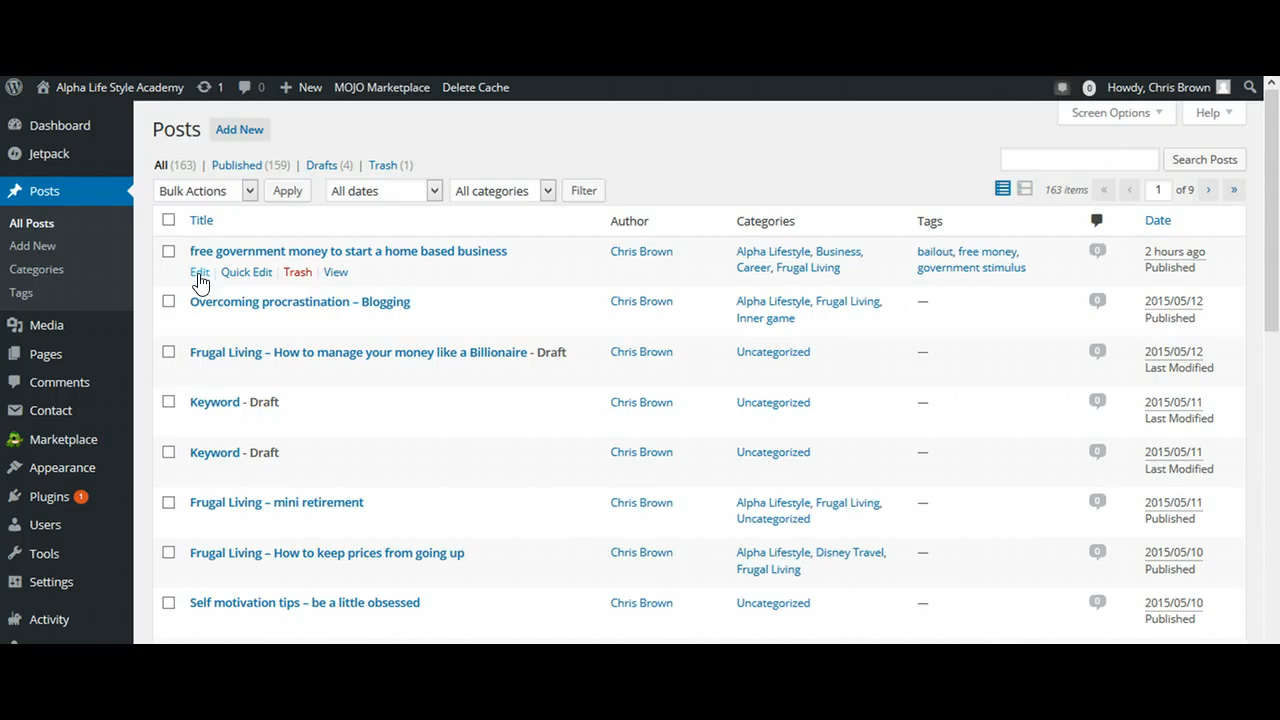 Alpha Life Style Academy 1 0 New MOJO Marketplace Delete Cache 0 Howdy, Chris Brown
Dashboard
Jetpack
Posts
All Posts
Add New
Categories
Tags
Media
Pages
Comments
Contact
Marketplace
Appearance
Plugins 1
Users
Tools
Settings
Activity
Screen Options Help
Posts Add New
All (163) | Published (159) | Drafts (4) | Trash (1)
Search Posts
Bulk Actions Apply All dates All categories Filter 163 items « ‹ 1 of 9 › »
Title Author Categories Tags Date
free government money to start a home based business Chris Brown Alpha Lifestyle, Business, bailout, free money, 0 2 hours ago
Career, Frugal Living government stimulus Published
Edit | Quick Edit | Trash | View
Overcoming procrastination – Blogging Chris Brown Alpha Lifestyle, Frugal Living, — 0 2015/05/12
Inner game Published
Frugal Living – How to manage your money like a Billionaire - Draft Chris Brown Uncategorized — 0 2015/05/12
Last Modified
Keyword - Draft Chris Brown Uncategorized — 0 2015/05/11
Last Modified
Keyword - Draft Chris Brown Uncategorized — 0 2015/05/11
Last Modified
Frugal Living – mini retirement Chris Brown Alpha Lifestyle, Frugal Living, — 0 2015/05/11
Uncategorized Published
Frugal Living – How to keep prices from going up Chris Brown Alpha Lifestyle, Disney Travel, — 0 2015/05/10
Frugal Living Published
Self motivation tips – be a little obsessed Chris Brown Uncategorized — 0 2015/05/10
Published